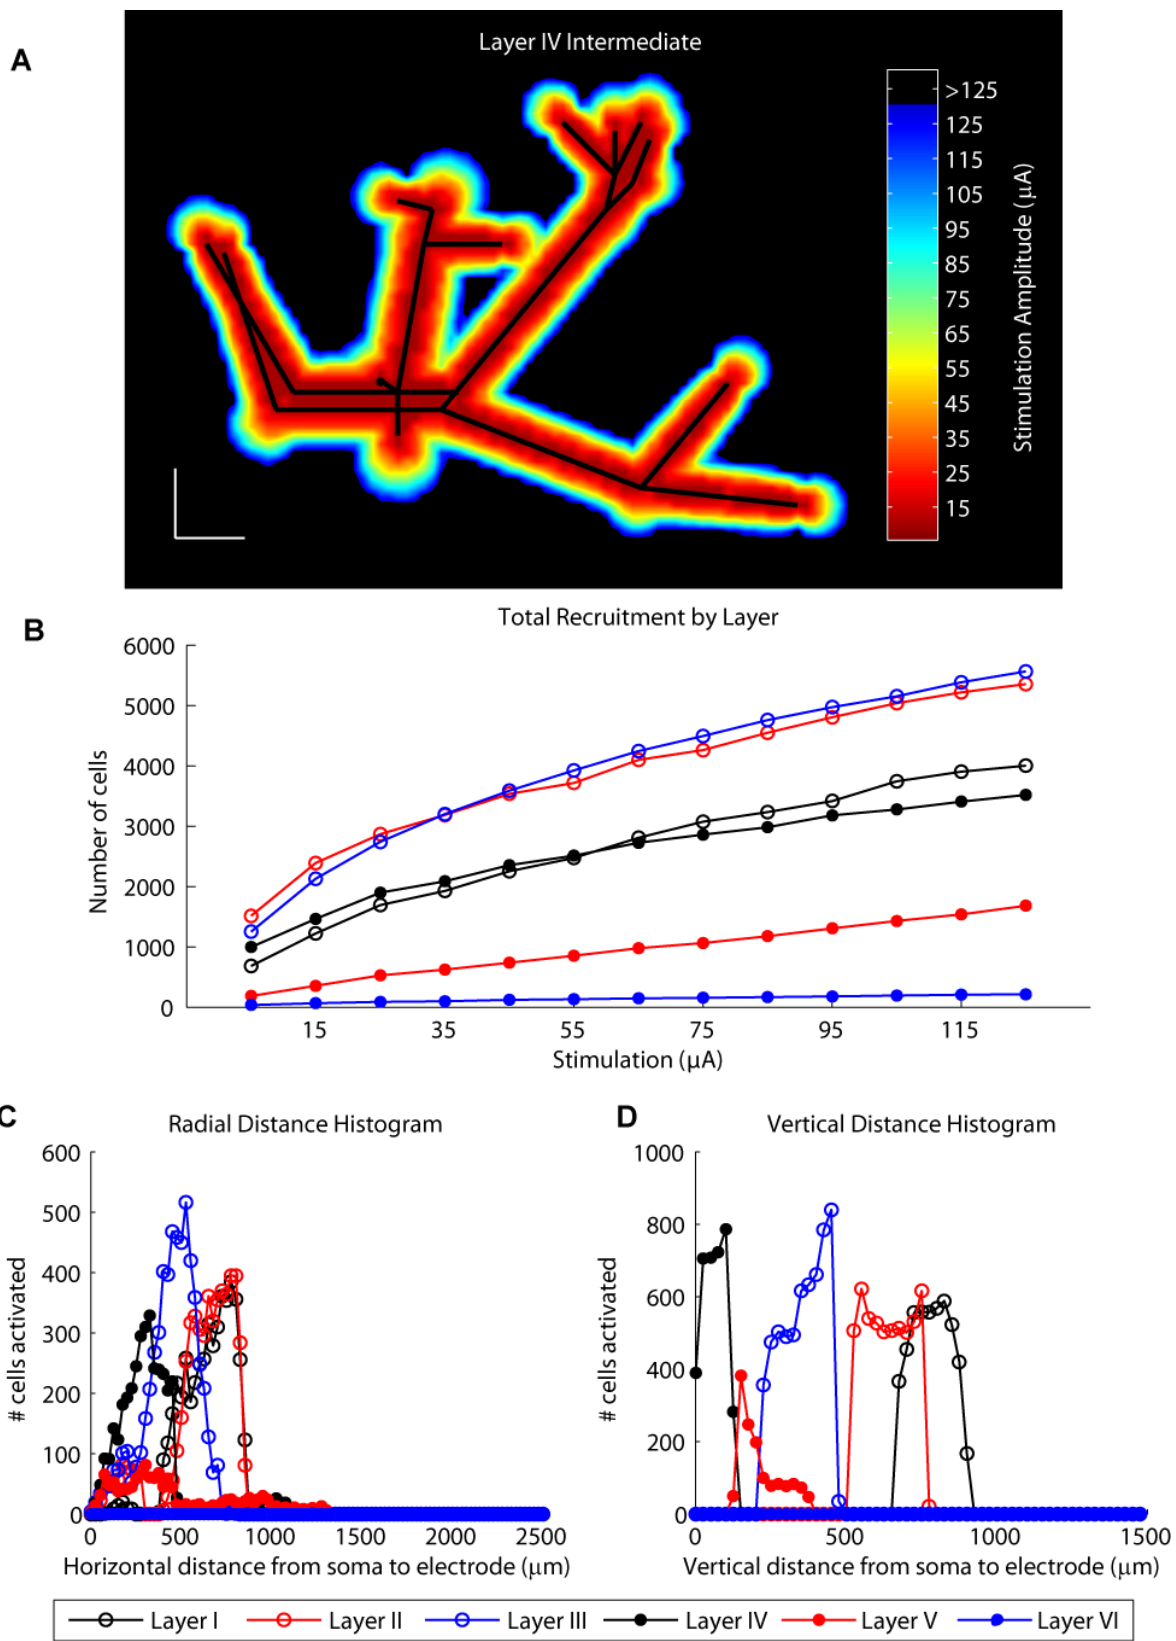 A
Layer IV Intermediate
>125
125
115
105
95
85
75
65
55
45
35
25
15
Stimulation Amplitude (μA)
B
Total Recruitment by Layer
6000
5000
4000
3000
2000
1000
0
Number of cells
15 35 55 75 95 115
Stimulation (μA)
C
Radial Distance Histogram
600
500
400
300
200
100
0
# cells activated
0 500 1000 1500 2000 2500
Horizontal distance from soma to electrode (μm)
D
Vertical Distance Histogram
1000
800
600
400
200
0
# cells activated
0 500 1000 1500
Vertical distance from soma to electrode (μm)
Layer I Layer II Layer III Layer IV Layer V Layer VI